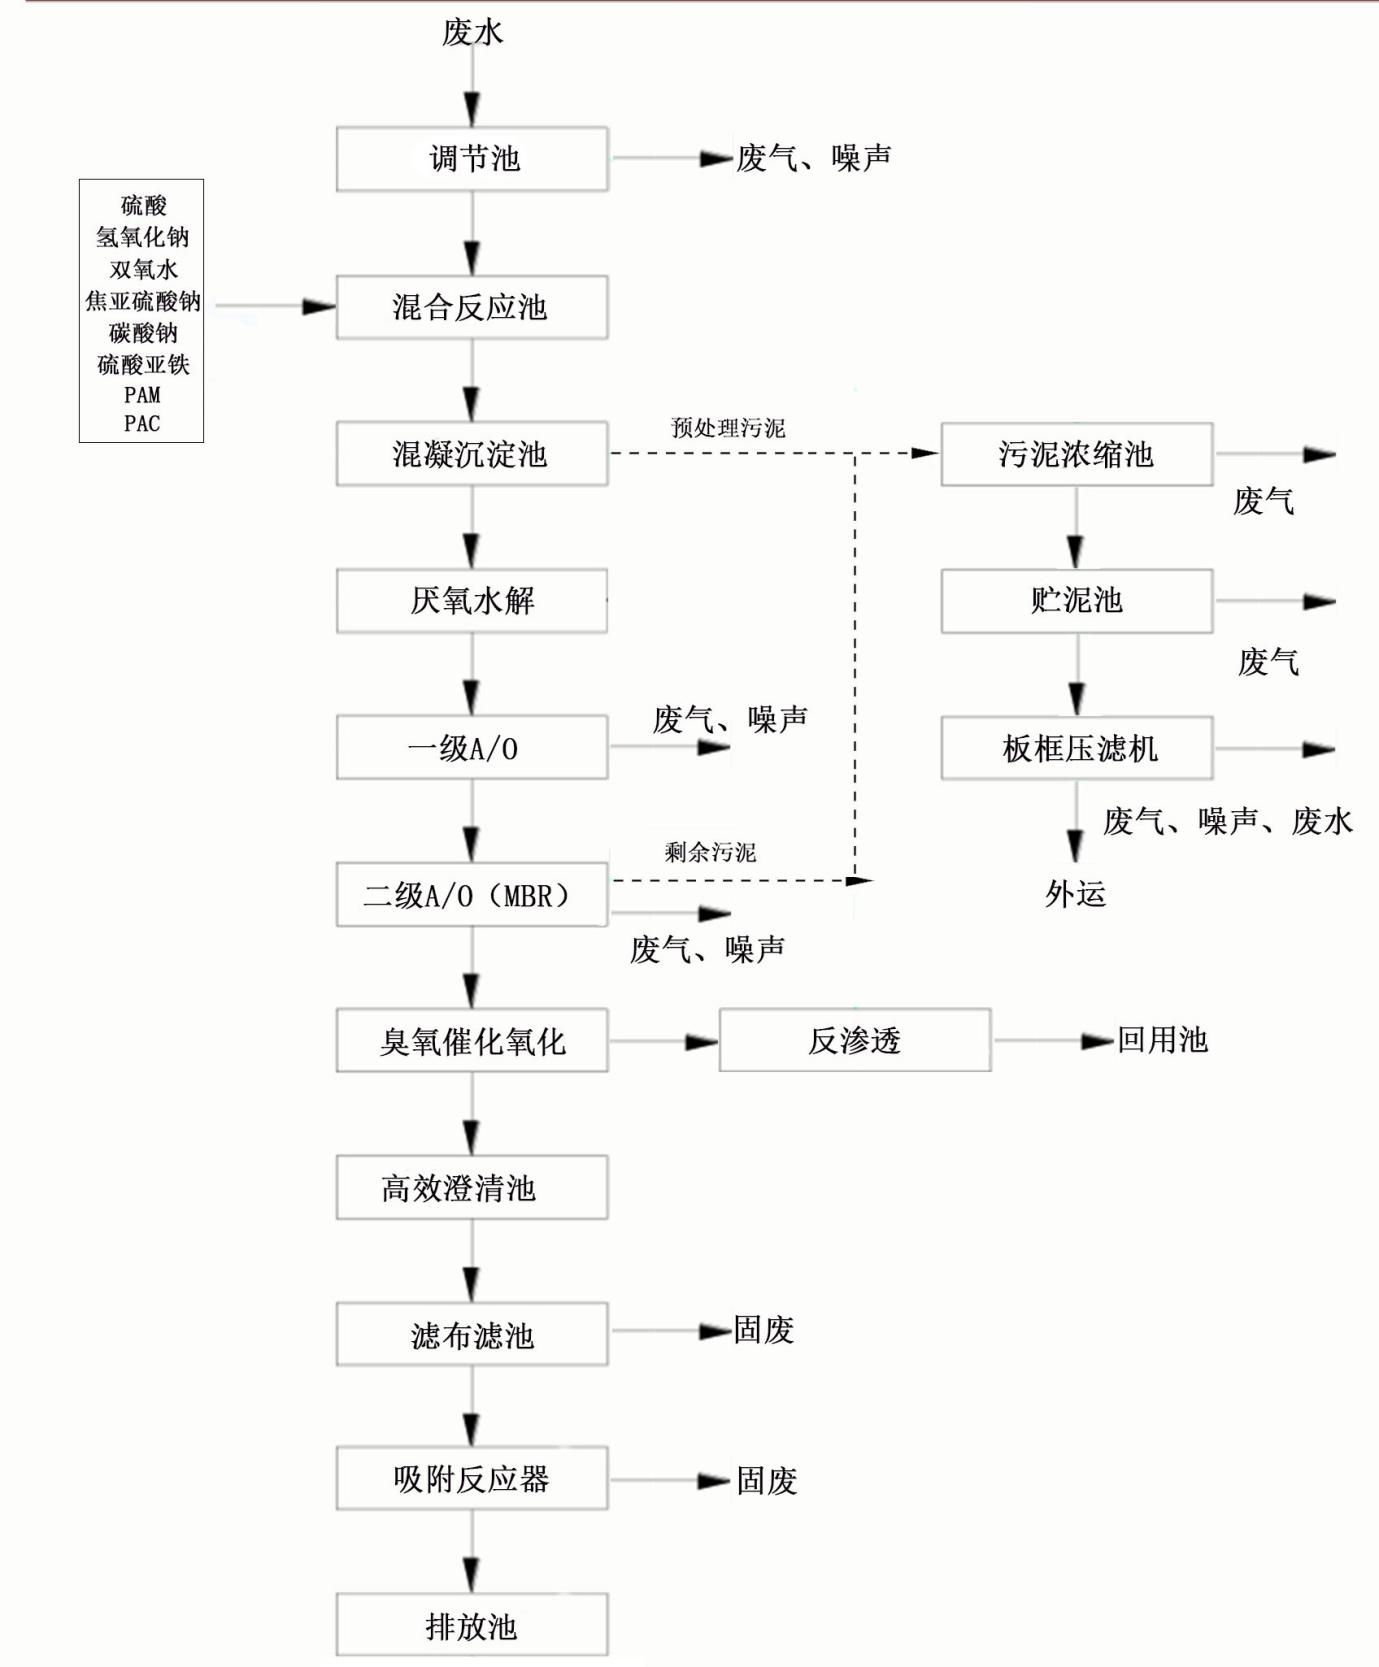 废水
调节池
废气、噪声
硫酸
氢氧化钠
双氧水
焦亚硫酸钠
碳酸钠
硫酸亚铁
PAM
PAC
混合反应池
混凝沉淀池
预处理污泥
污泥浓缩池
废气
厌氧水解
贮泥池
废气
一级A/O
废气、噪声
板框压滤机
废气、噪声、废水
外运
二级A/O（MBR）
剩余污泥
废气、噪声
臭氧催化氧化
反渗透
回用池
高效澄清池
滤布滤池
固废
吸附反应器
固废
排放池